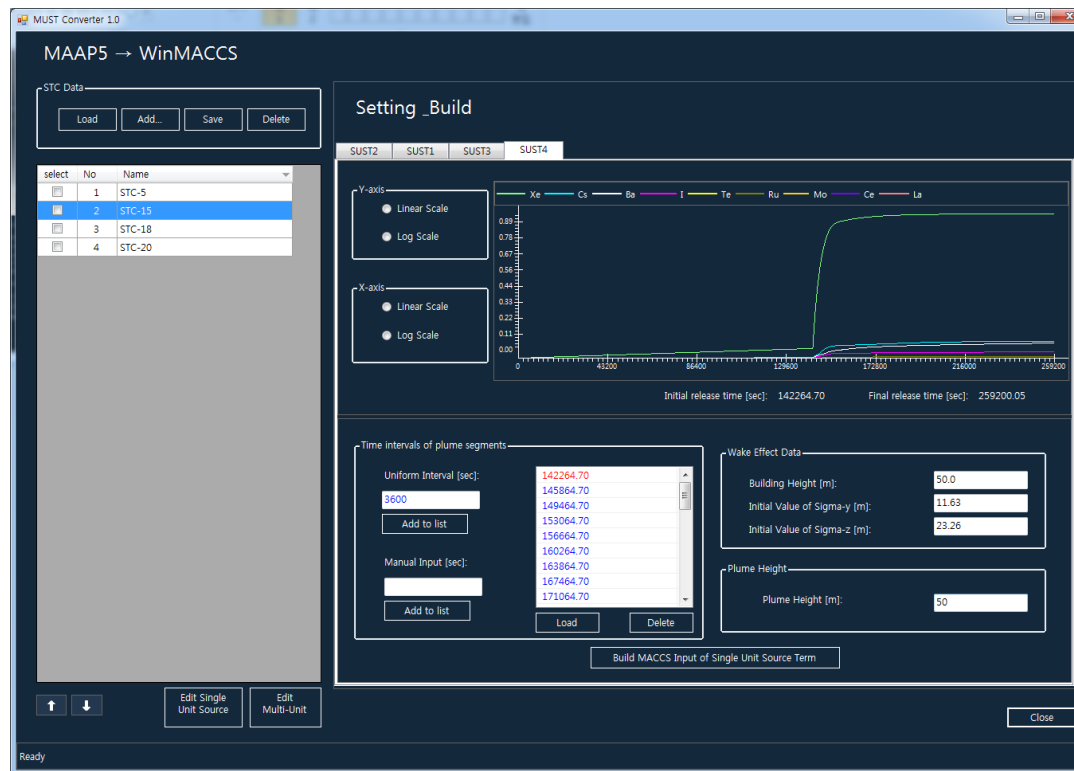 MUST Converter 1.0
MAAP5 → WinMACCS
STC Data
Load Add... Save Delete
select No Name
1 STC-5
2 STC-15
3 STC-18
4 STC-20
Edit Single Unit Source
Edit Multi-Unit
Setting _Build
SUST2 SUST1 SUST3 SUST4
Y-axis
Linear Scale
Log Scale
X-axis
Linear Scale
Log Scale
Xe Cs Ba I Te Ru Mo Ce La
0.89
0.78
0.67
0.56
0.44
0.33
0.22
0.11
0.00
0 43200 86400 129600 172800 216000 259200
Initial release time [sec]: 142264.70 Final release time [sec]: 259200.05
Time intervals of plume segments
Uniform Interval [sec]:
3600
Add to list
Manual Input [sec]:
Add to list
142264.70
145864.70
149464.70
153064.70
156664.70
160264.70
163864.70
167464.70
171064.70
Load Delete
Wake Effect Data
Building Height [m]: 50.0
Initial Value of Sigma-y [m]: 11.63
Initial Value of Sigma-z [m]: 23.26
Plume Height
Plume Height [m]: 50
Build MACCS Input of Single Unit Source Term
Close
Ready